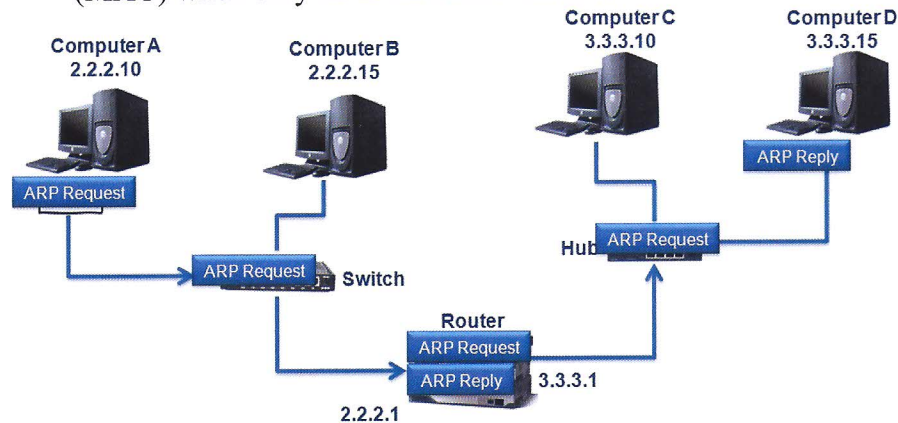 Computer A
2.2.2.10
Computer B
2.2.2.15
Computer C
3.3.3.10
Computer D
3.3.3.15
ARP Request
ARP Reply
ARP Request
Switch
Hub
ARP Request
Router
ARP Request
ARP Reply
3.3.3.1
2.2.2.1